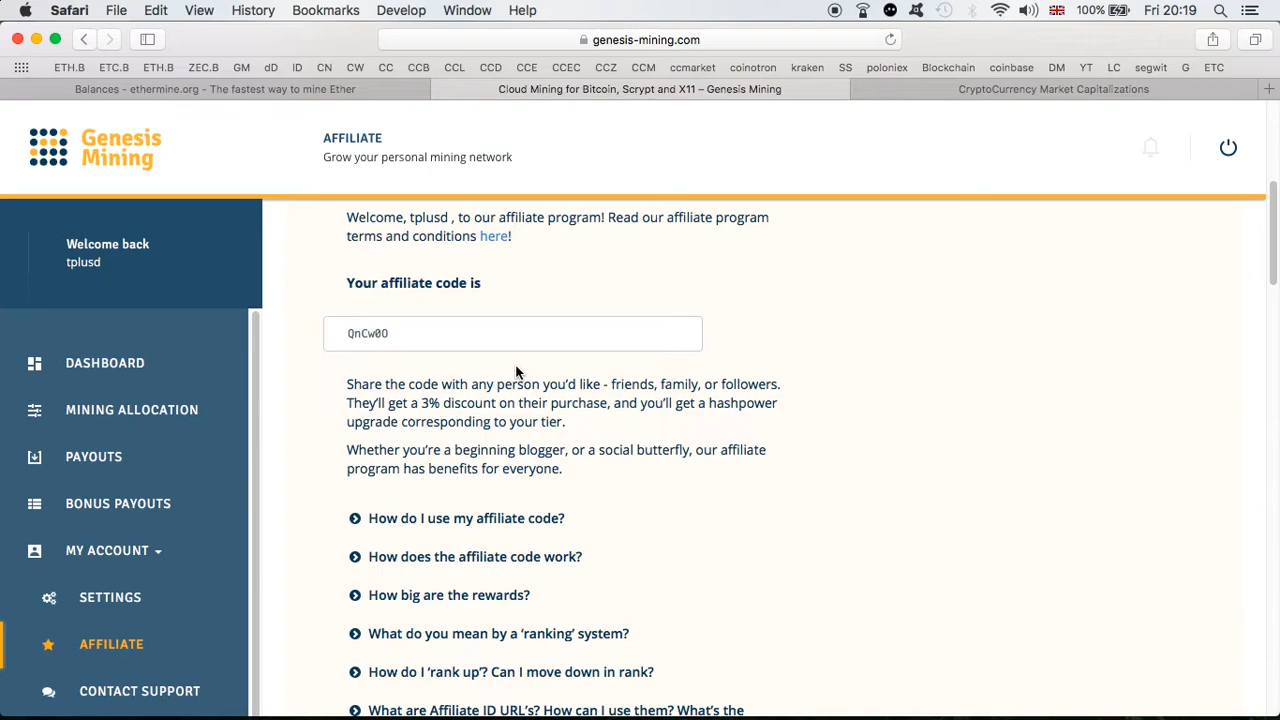 Safari File Edit View History Bookmarks Develop Window Help 100% Fri 20:19
genesis-mining.com
ETH.B ETC.B ETH.B ZEC.B GM dD ID CN CW CC CCB CCL CCD CCE CCEC CCZ CCM ccmarket coinotron kraken SS poloniex Blockchain coinbase DM YT LC segwit G ETC
Balances - ethermine.org - The fastest way to mine Ether Cloud Mining for Bitcoin, Scrypt and X11 – Genesis Mining CryptoCurrency Market Capitalizations
Genesis
Mining
AFFILIATE
Grow your personal mining network
Welcome back
tplusd
DASHBOARD
MINING ALLOCATION
PAYOUTS
BONUS PAYOUTS
MY ACCOUNT
SETTINGS
AFFILIATE
CONTACT SUPPORT
Welcome, tplusd , to our affiliate program! Read our affiliate program
terms and conditions here!
Your affiliate code is
QnCw0O
Share the code with any person you’d like - friends, family, or followers.
They’ll get a 3% discount on their purchase, and you’ll get a hashpower
upgrade corresponding to your tier.
Whether you’re a beginning blogger, or a social butterfly, our affiliate
program has benefits for everyone.
How do I use my affiliate code?
How does the affiliate code work?
How big are the rewards?
What do you mean by a ‘ranking’ system?
How do I ‘rank up’? Can I move down in rank?
What are Affiliate ID URL’s? How can I use them? What’s the